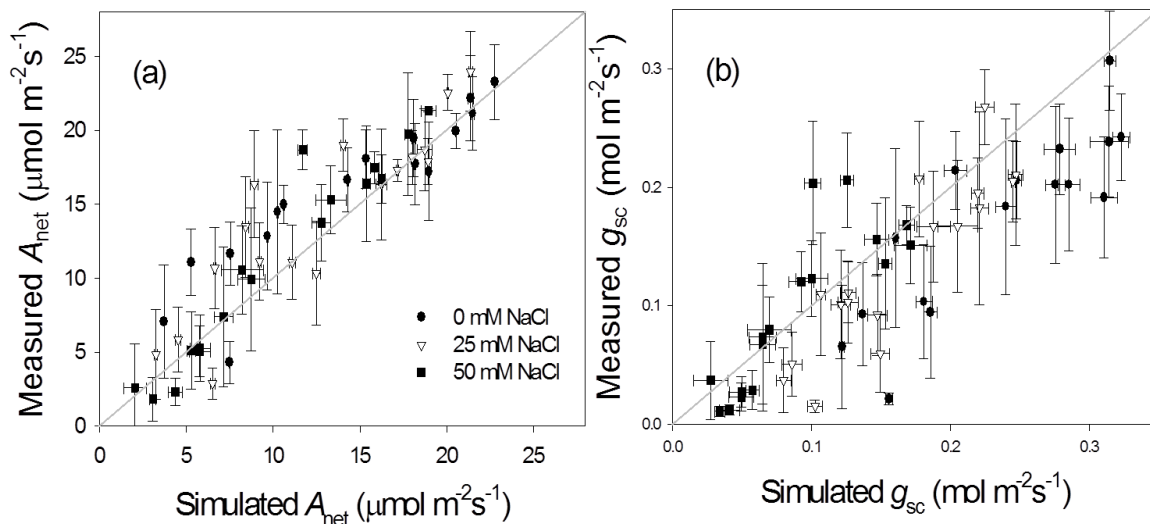 (a)
Measured A_net (μmol m⁻²s⁻¹)
25
20
15
10
5
0
0 mM NaCl
25 mM NaCl
50 mM NaCl
0 5 10 15 20 25
Simulated A_net (μmol m⁻²s⁻¹)
(b)
Measured g_sc (mol m⁻²s⁻¹)
0.3
0.2
0.1
0.0
0.0 0.1 0.2 0.3
Simulated g_sc (mol m⁻²s⁻¹)